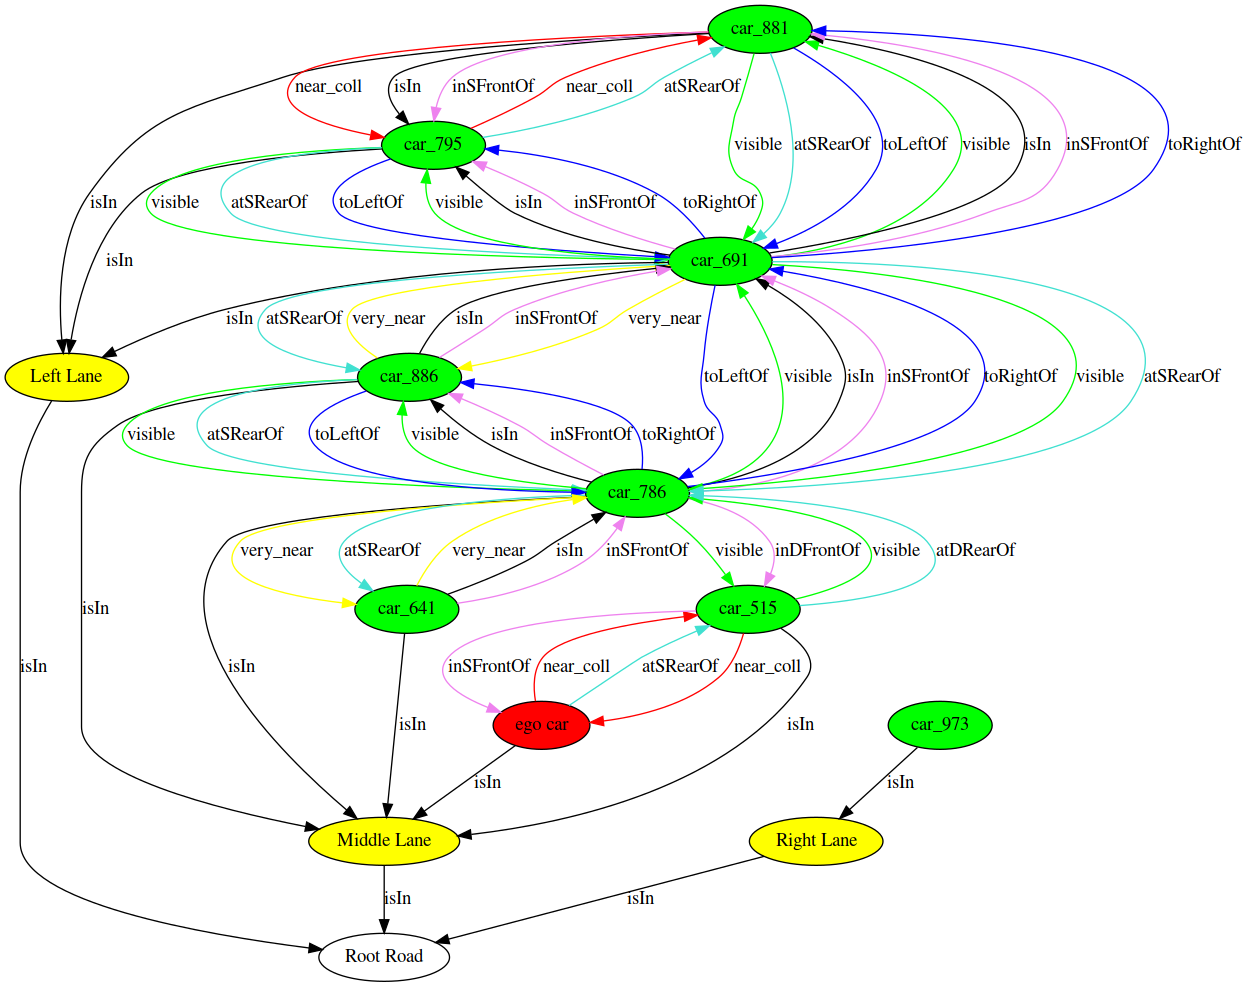 car_881
near_coll
isIn
inSFrontOf
near_coll
atSRearOf
car_795
visible
atSRearOf
toLeftOf
visible
isIn
inSFrontOf
toRightOf
isIn
visible
atSRearOf
toLeftOf
visible
isIn
inSFrontOf
toRightOf
isIn
car_691
isIn
atSRearOf
very_near
isIn
inSFrontOf
very_near
Left Lane
car_886
toLeftOf
visible
isIn
inSFrontOf
toRightOf
visible
atSRearOf
visible
atSRearOf
toLeftOf
visible
isIn
inSFrontOf
toRightOf
car_786
very_near
atSRearOf
very_near
isIn
inSFrontOf
visible
inDFrontOf
visible
atDRearOf
isIn
car_641
car_515
isIn
isIn
inSFrontOf
near_coll
atSRearOf
near_coll
isIn
ego car
isIn
car_973
isIn
isIn
Middle Lane
Right Lane
isIn
isIn
Root Road